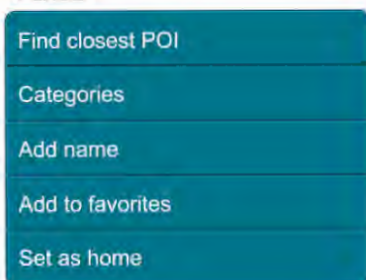 Find closest POI
Categories
Add name
Add to favorites
Set as home